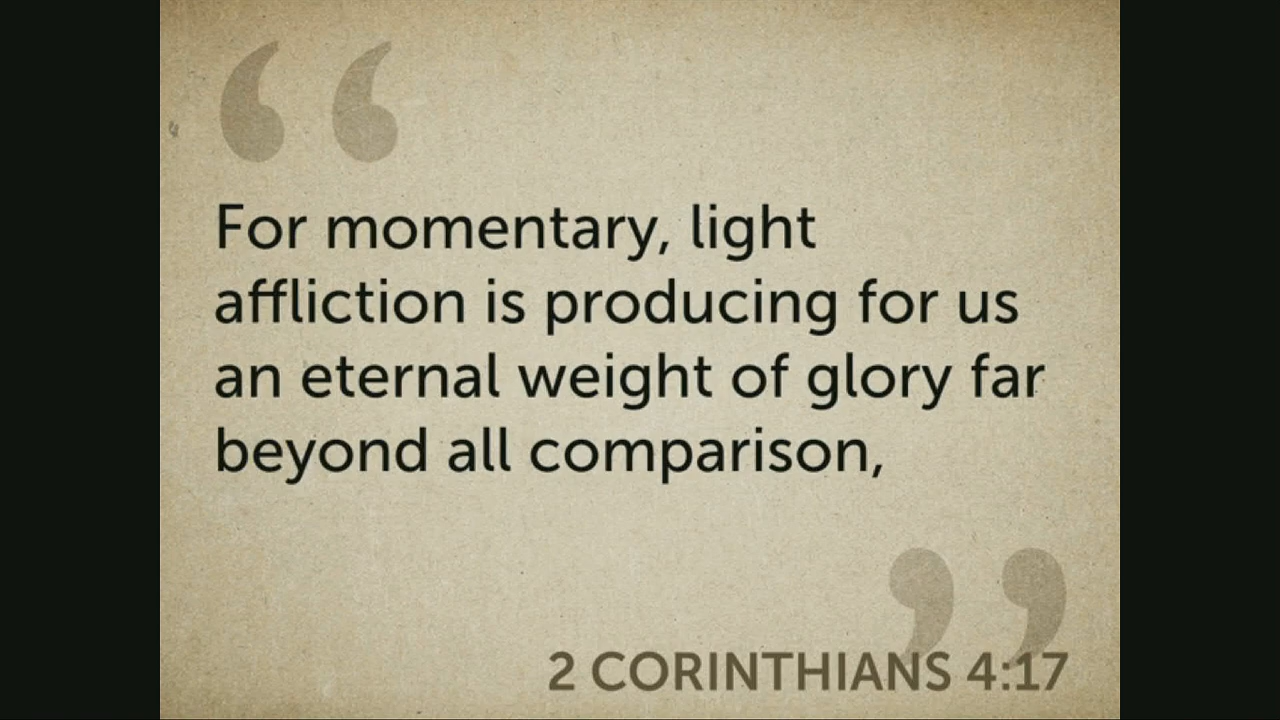 For momentary, light
affliction is producing for us
an eternal weight of glory far
beyond all comparison,
2 CORINTHIANS 4:17